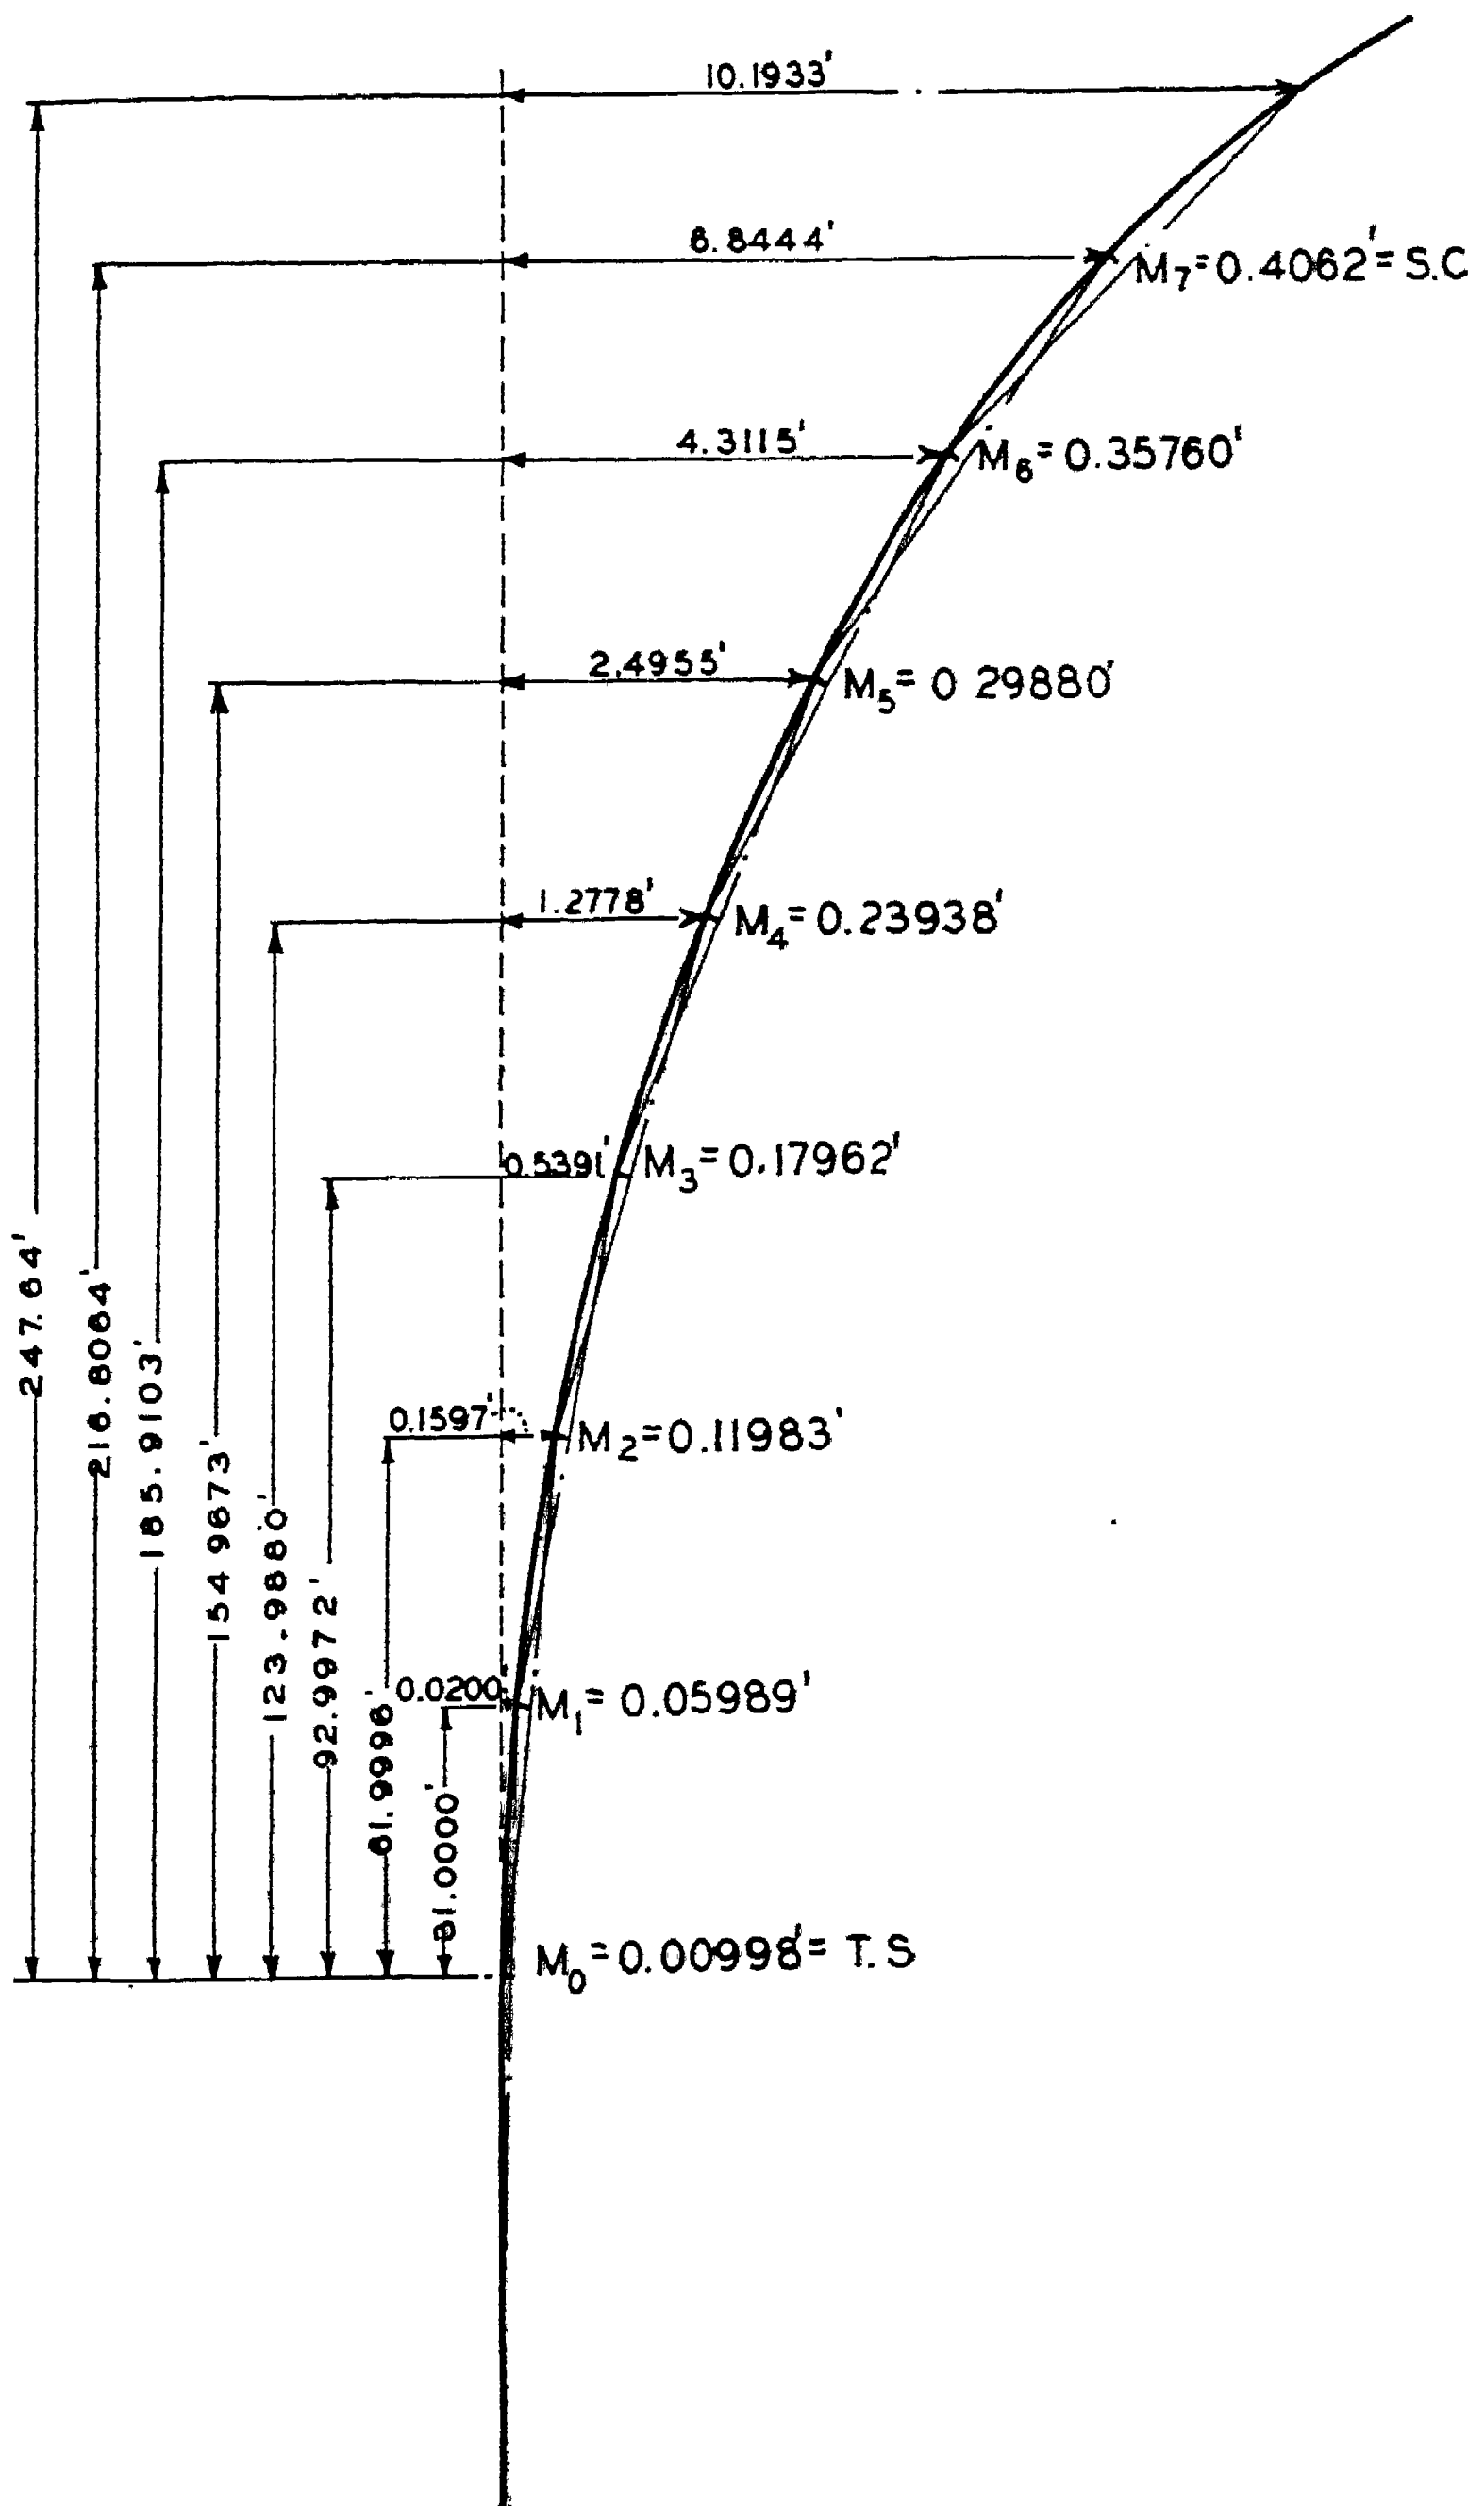 10.1933'
6.8444'
M7=0.4062'=S.C
4.3115'
M6=0.35760'
2.4955'
M5=0 29880'
1.2778'
M4=0.23938'
0.5391'
M3=0.17962'
247.64'
216.8064'
185.9103'
154 9673'
123.9880'
92.9972'
61.9998'
31.0000'
0.1597'
M2=0.11983'
0.0200'
M1=0.05989'
M0=0.00998'=T.S